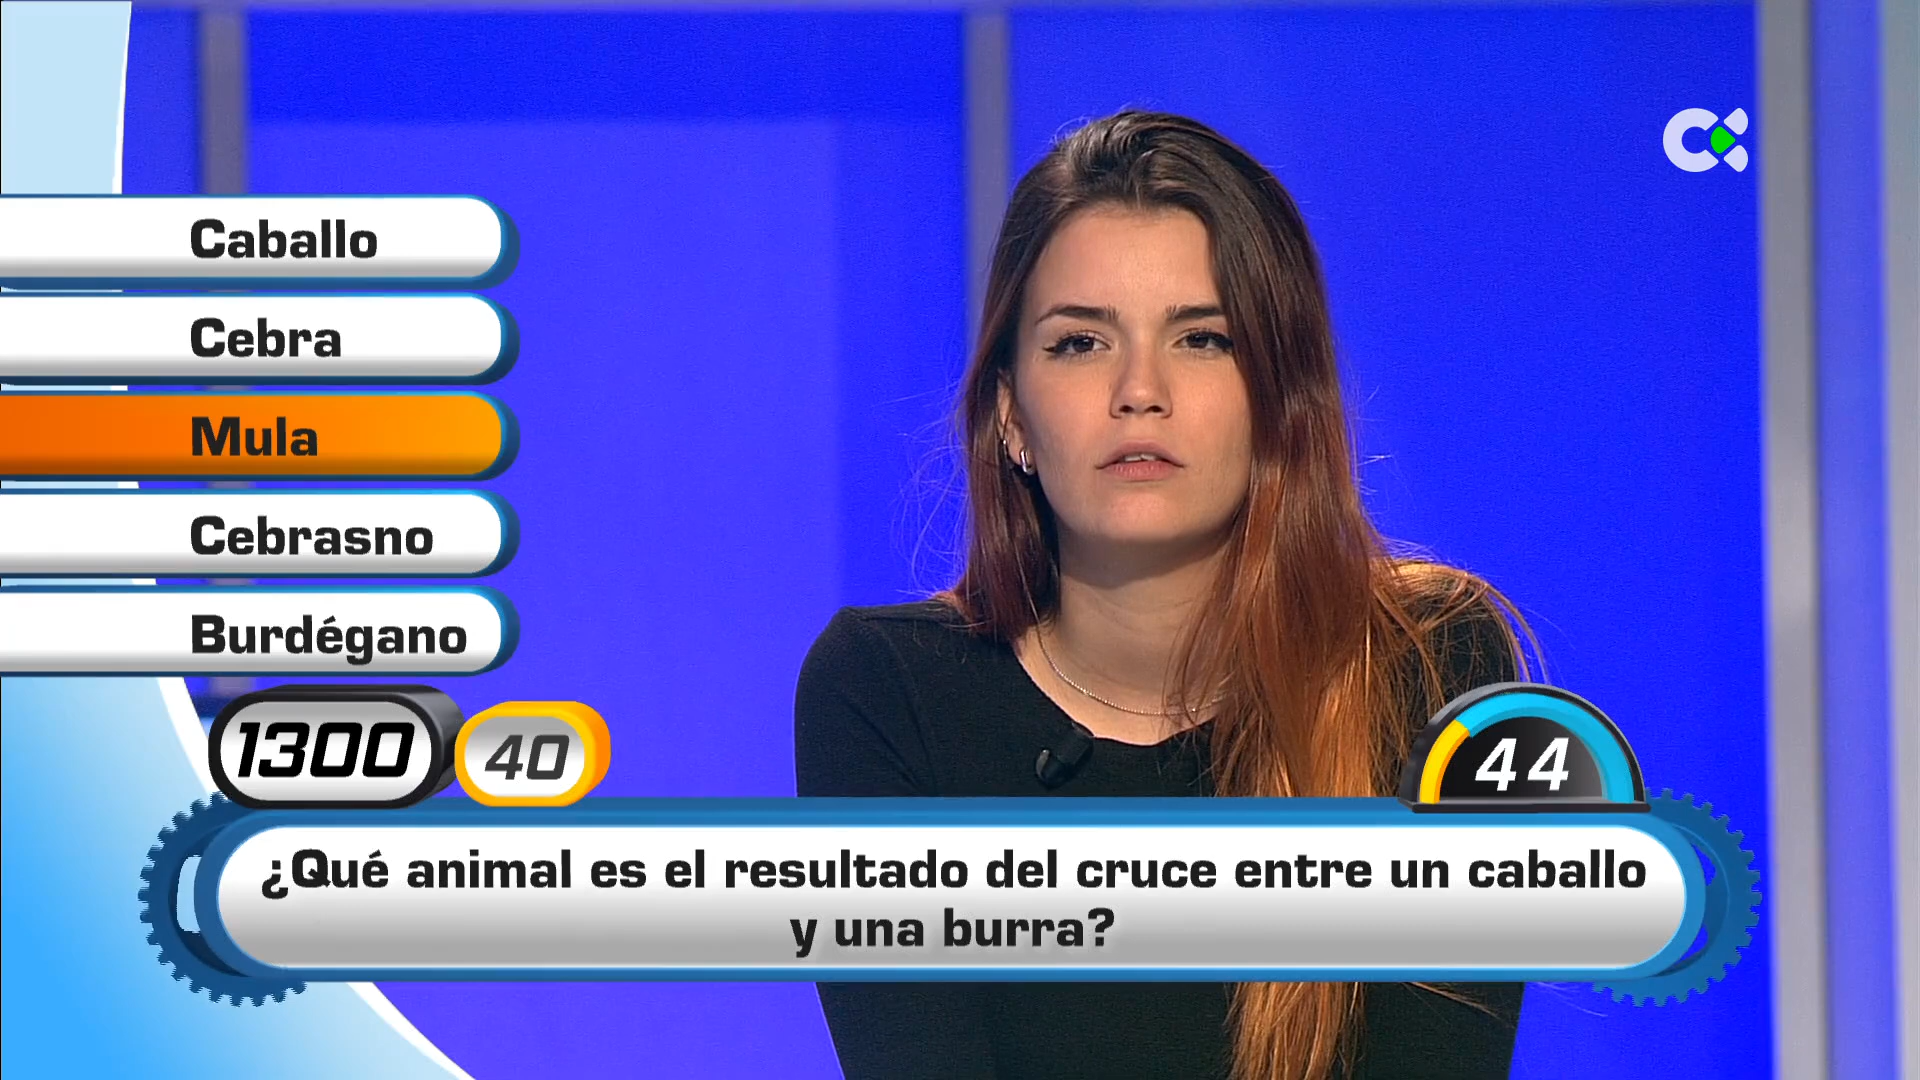 Caballo
Cebra
Mula
Cebrasno
Burdégano
1300
40
44
¿Qué animal es el resultado del cruce entre un caballo
y una burra?